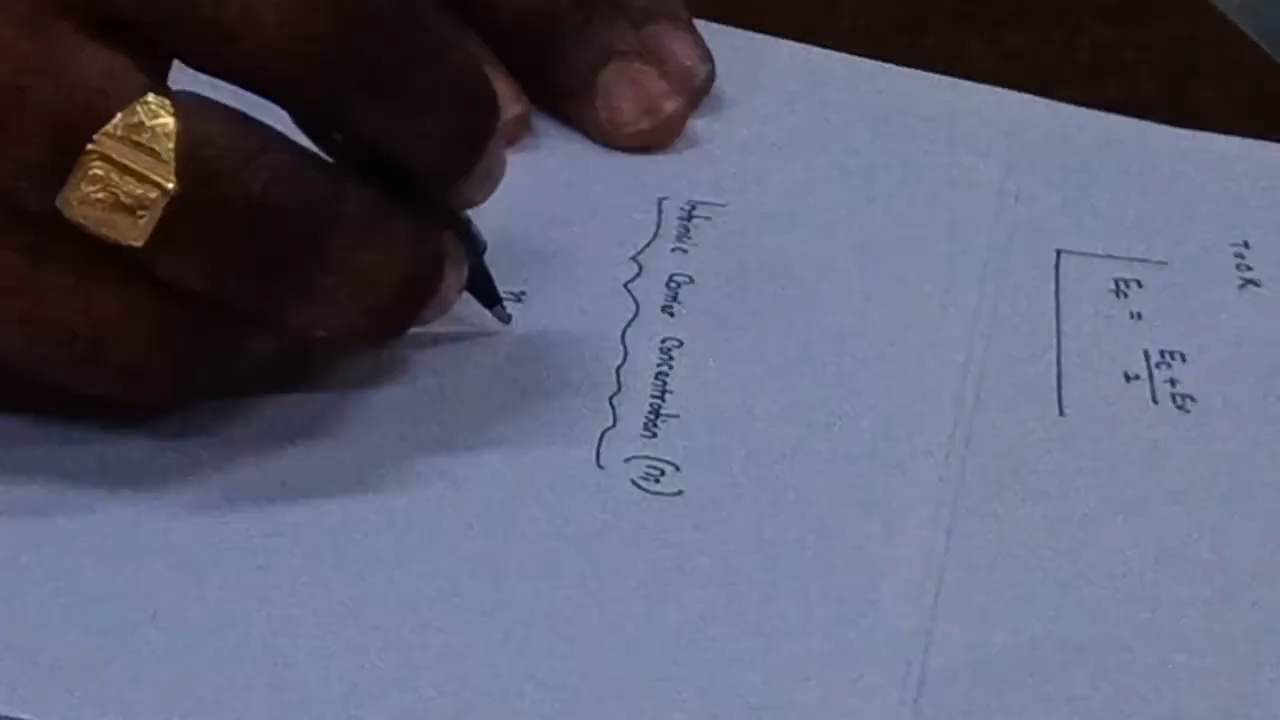 T=0K
EF = Ec + Ev / 2
Intrinsic Carrier Concentration (ni)
n